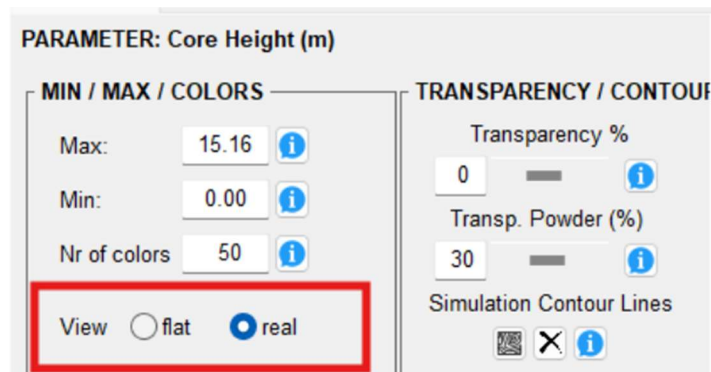 PARAMETER: Core Height (m)
MIN / MAX / COLORS
Max: 15.16
Min: 0.00
Nr of colors 50
View flat real
TRANSPARENCY / CONTOUR
Transparency %
0
Transp. Powder (%)
30
Simulation Contour Lines